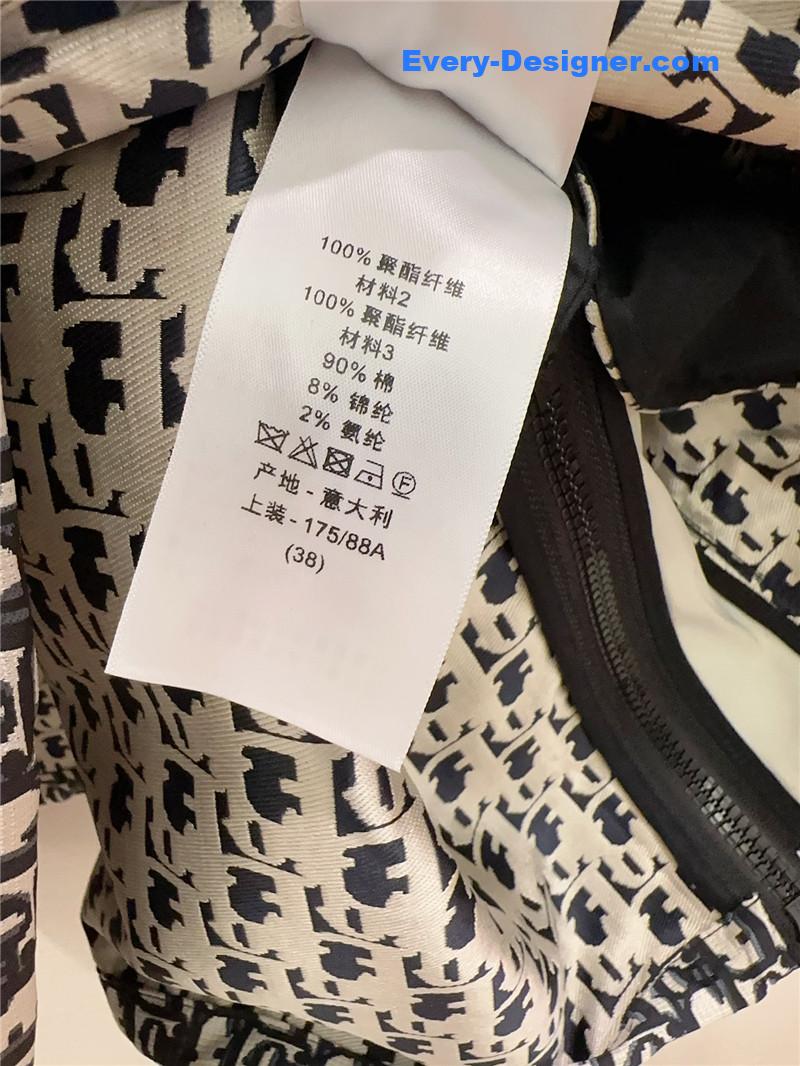 Every-Designer.com
100% 聚酯纤维
材料2
100% 聚酯纤维
材料3
90% 棉
8% 锦纶
2% 氨纶
F
产地 - 意大利
上装 - 175/88A
(38)